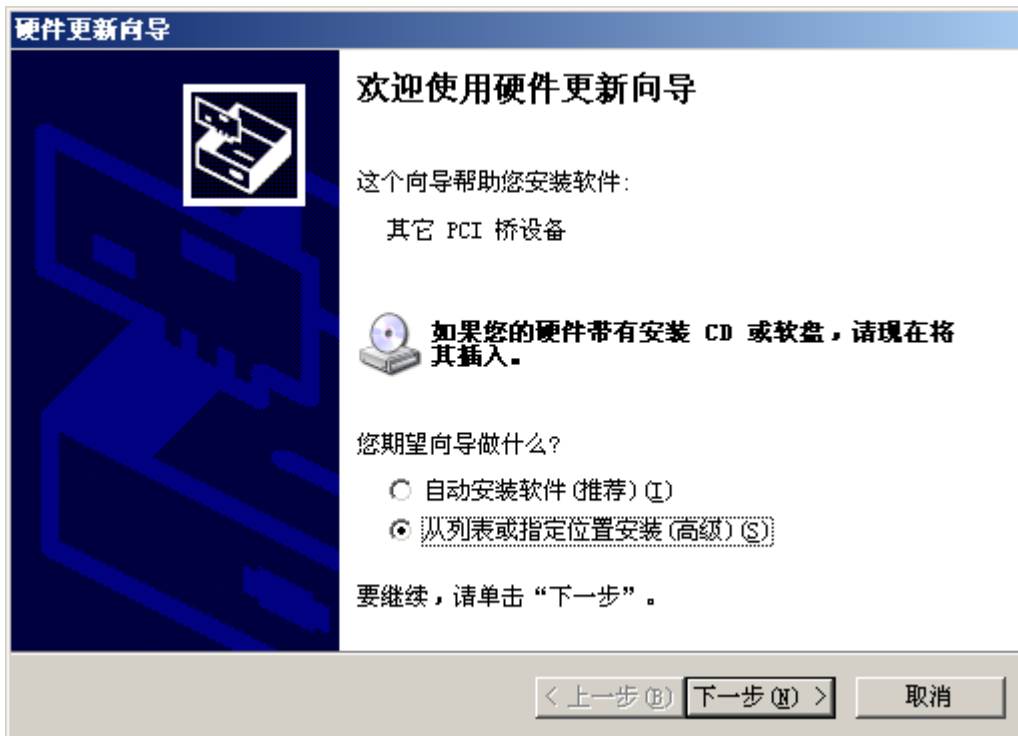 硬件更新向导
欢迎使用硬件更新向导
这个向导帮助您安装软件:
其它 PCI 桥设备
如果您的硬件带有安装 CD 或软盘，请现在将
其插入。
您期望向导做什么?
自动安装软件(推荐)(I)
从列表或指定位置安装(高级)(S)
要继续，请单击“下一步”。
< 上一步(B) 下一步(N) > 取消